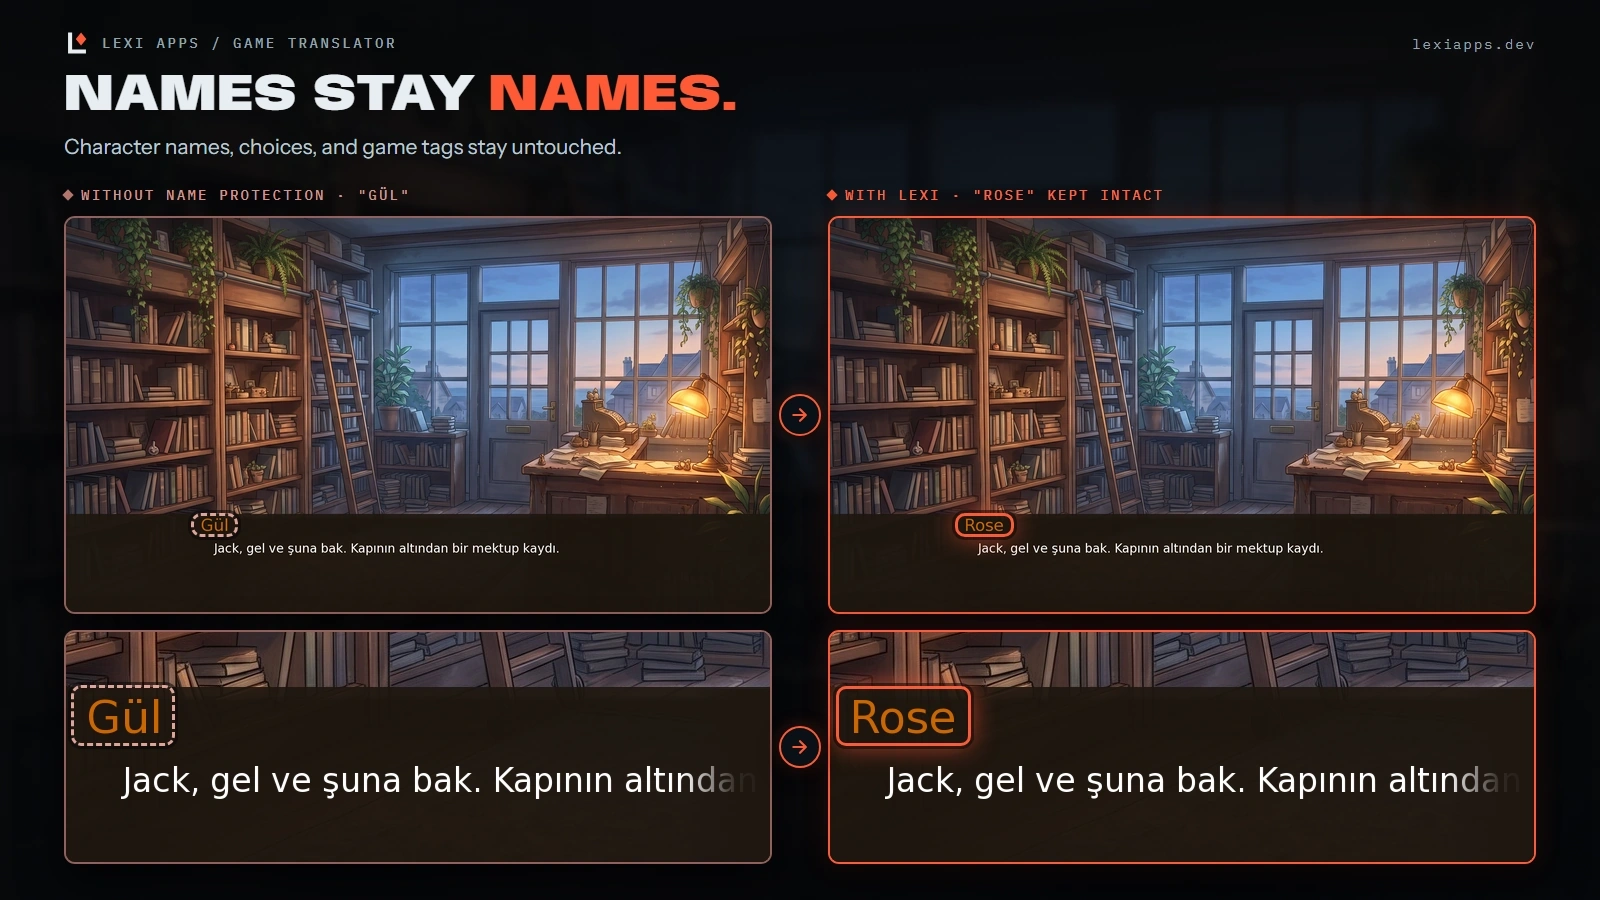 LEXI APPS / GAME TRANSLATOR
lexiapps.dev
NAMES STAY NAMES.
Character names, choices, and game tags stay untouched.
WITHOUT NAME PROTECTION · "GÜL"
WITH LEXI · "ROSE" KEPT INTACT
Gül
Jack, gel ve şuna bak. Kapının altından bir mektup kaydı.
Rose
Jack, gel ve şuna bak. Kapının altından bir mektup kaydı.
Gül
Jack, gel ve şuna bak. Kapının altından
Rose
Jack, gel ve şuna bak. Kapının altından